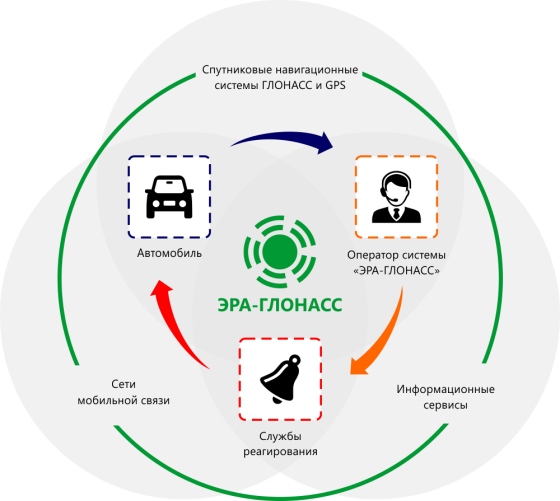 Спутниковые навигационные
системы ГЛОНАСС и GPS
Автомобиль
Оператор системы
«ЭРА-ГЛОНАСС»
ЭРА-ГЛОНАСС
Сети
мобильной связи
Информационные
сервисы
Службы
реагирования